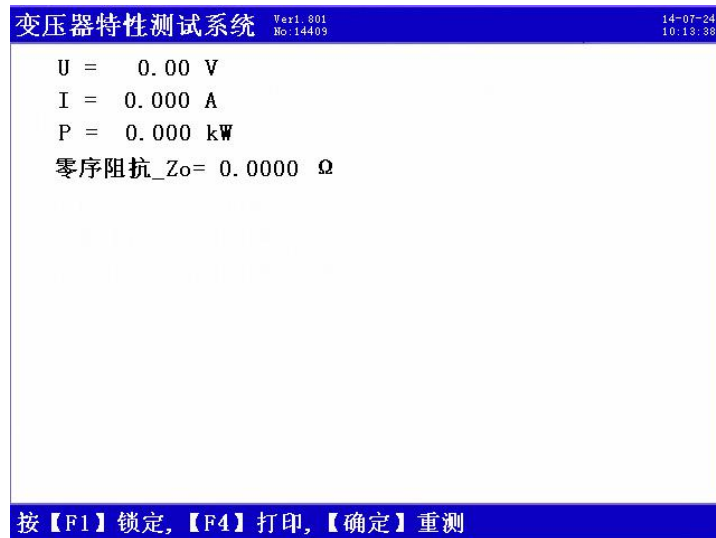 变压器特性测试系统 Ver1.801 No:14409 14-07-24 10:13:38
U = 0.00 V
I = 0.000 A
P = 0.000 kW
零序阻抗_Zo= 0.0000 Ω
按【F1】锁定,【F4】打印,【确定】重测